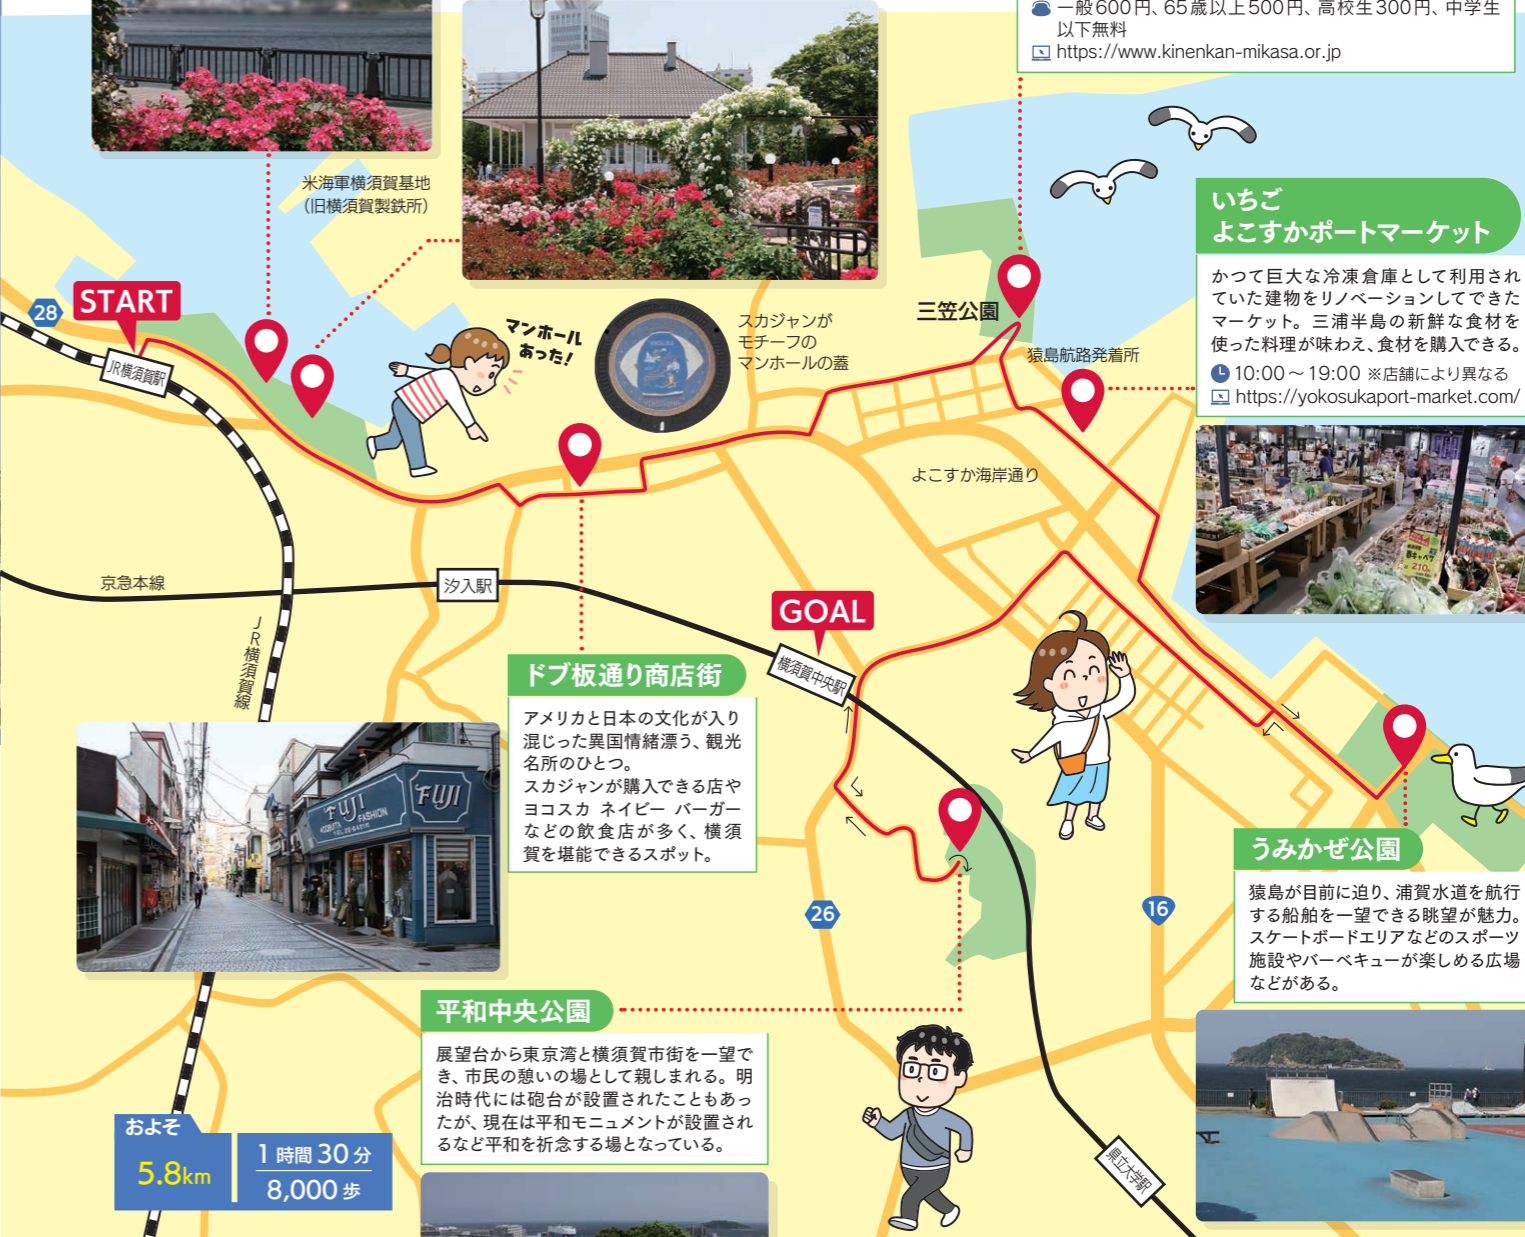 一般600円、65歳以上500円、高校生300円、中学生
以下無料
https://www.kinenkan-mikasa.or.jp
米海軍横須賀基地
（旧横須賀製鉄所）
いちご
よこすかポートマーケット
かつて巨大な冷凍倉庫として利用され
ていた建物をリノベーションしてできた
マーケット。三浦半島の新鮮な食材を
使った料理が味わえ、食材を購入できる。
10:00～19:00 ※店舗により異なる
https://yokosukaport-market.com/
28
START
JR横須賀駅
マンホール
あった！
スカジャンが
モチーフの
マンホールの蓋
三笠公園
猿島航路発着所
よこすか海岸通り
京急本線
汐入駅
JR横須賀線
GOAL
横須賀中央駅
ドブ板通り商店街
アメリカと日本の文化が入り
混じった異国情緒漂う、観光
名所のひとつ。
スカジャンが購入できる店や
ヨコスカ ネイビー バーガー
などの飲食店が多く、横須
賀を堪能できるスポット。
FUJI
FASHION
FUJI
210
26
16
うみかぜ公園
猿島が目前に迫り、浦賀水道を航行
する船舶を一望できる眺望が魅力。
スケートボードエリアなどのスポーツ
施設やバーベキューが楽しめる広場
などがある。
平和中央公園
展望台から東京湾と横須賀市街を一望で
き、市民の憩いの場として親しまれる。明
治時代には砲台が設置されたこともあっ
たが、現在は平和モニュメントが設置され
るなど平和を祈念する場となっている。
およそ
5.8km
1時間30分
8,000歩
県立大学駅